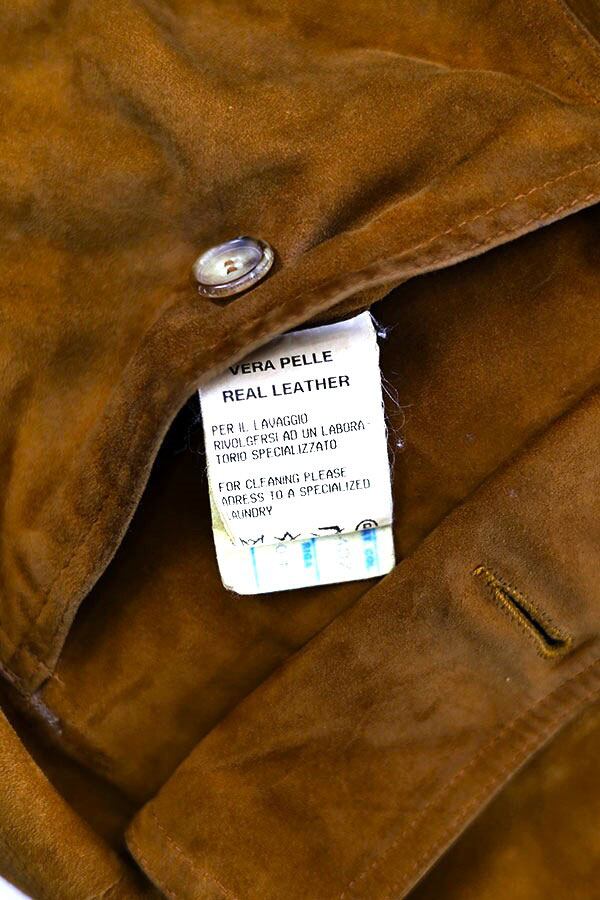 VERA PELLE
REAL LEATHER
PER IL LAVAGGIO
RIVOLGERSI AD UN LABORA-
TORIO SPECIALIZZATO
FOR CLEANING PLEASE
ADRESS TO A SPECIALIZED
LAUNDRY
P